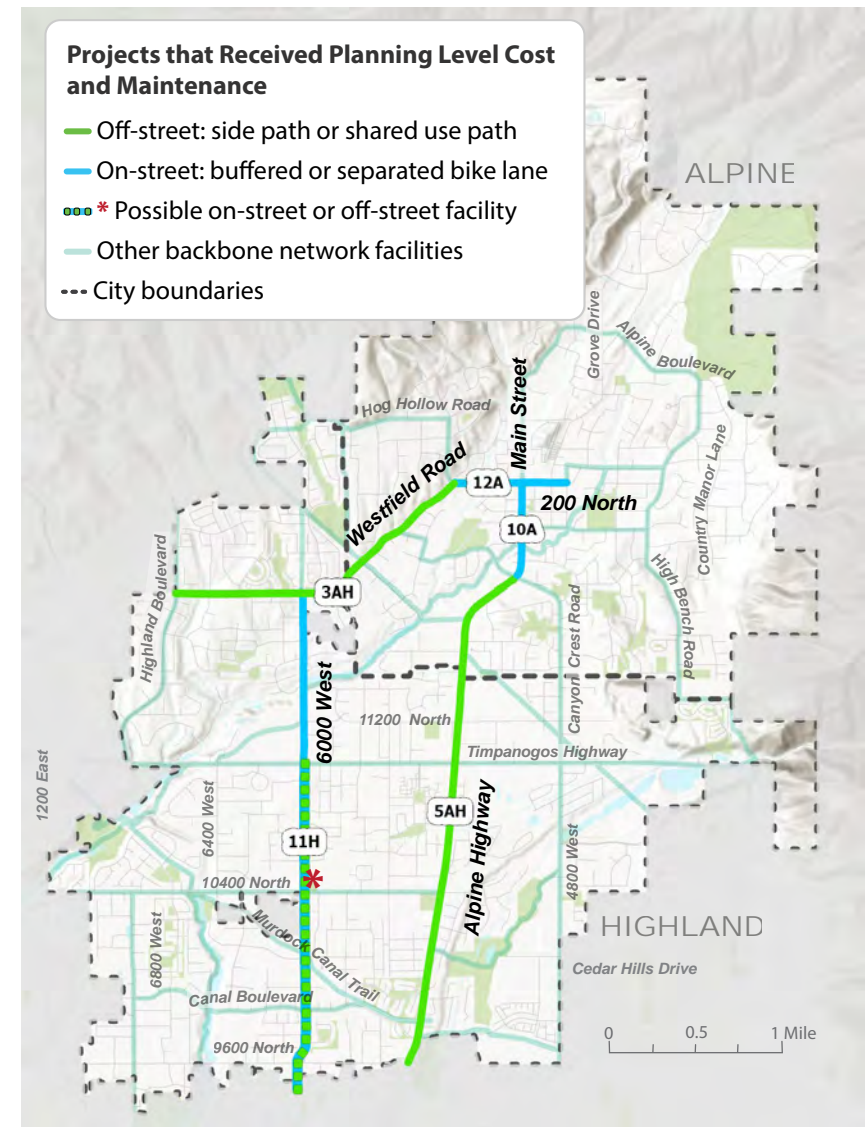 Projects that Received Planning Level Cost
and Maintenance
Off-street: side path or shared use path
On-street: buffered or separated bike lane
* Possible on-street or off-street facility
Other backbone network facilities
City boundaries
ALPINE
Grove Drive
Alpine Boulevard
Main Street
Hog Hollow Road
Country Manor Lane
Westfield Road
12A
200 North
10A
Highland Boulevard
High Bench Road
3AH
Canyon Crest Road
6000 West
11200 North
Timpanogos Highway
1200 East
6400 West
5AH
Alpine Highway
11H
4800 West
10400 North
*
HIGHLAND
6800 West
Murdock Canal Trail
Cedar Hills Drive
Canal Boulevard
9600 North
0 0.5 1 Mile